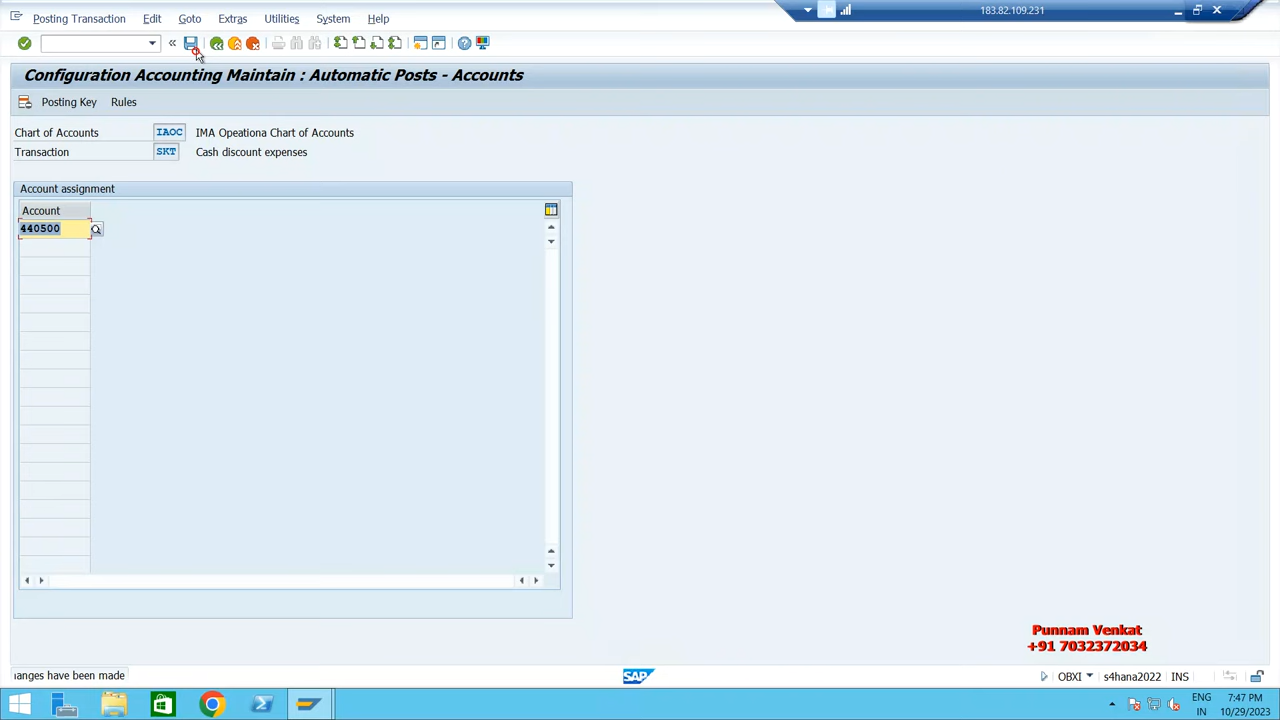 Posting Transaction Edit Goto Extras Utilities System Help
183.82.109.231
Configuration Accounting Maintain : Automatic Posts - Accounts
Posting Key Rules
Chart of Accounts IAOC IMA Opeationa Chart of Accounts
Transaction SKT Cash discount expenses
Account assignment
Account
440500
Punnam Venkat
+91 7032372034
anges have been made
SAP
OBXI s4hana2022 INS
ENG 7:47 PM
IN 10/29/2023